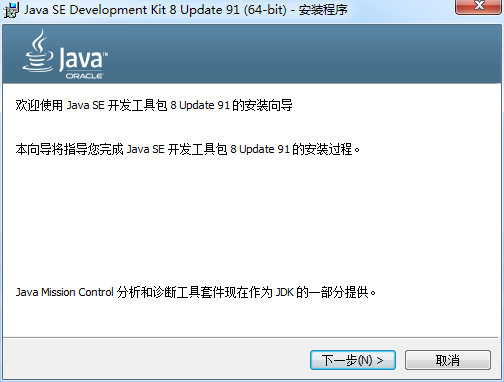 Java SE Development Kit 8 Update 91 (64-bit) - 安装程序
Java™
ORACLE
欢迎使用 Java SE 开发工具包 8 Update 91 的安装向导
本向导将指导您完成 Java SE 开发工具包 8 Update 91 的安装过程。
Java Mission Control 分析和诊断工具套件现在作为 JDK 的一部分提供。
下一步(N) >
取消